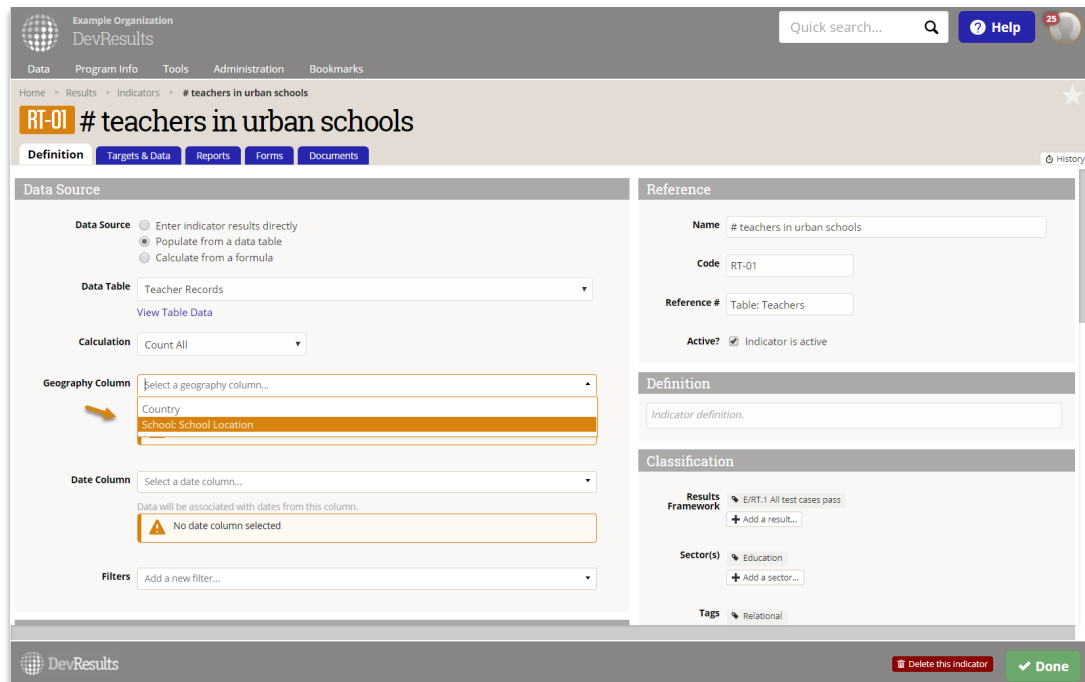 Example Organization
DevResults
Quick search...
Help
25
Data Program Info Tools Administration Bookmarks
Home Results Indicators # teachers in urban schools
RT-01 # teachers in urban schools
Definition Targets & Data Reports Forms Documents
History
Data Source
Data Source Enter indicator results directly
Populate from a data table
Calculate from a formula
Data Table Teacher Records
View Table Data
Calculation Count All
Geography Column Select a geography column...
Country
School: School Location
Date Column Select a date column...
Data will be associated with dates from this column.
No date column selected
Filters Add a new filter...
Reference
Name # teachers in urban schools
Code RT-01
Reference # Table: Teachers
Active? Indicator is active
Definition
Indicator definition.
Classification
Results Framework E/RT.1 All test cases pass
Add a result...
Sector(s) Education
Add a sector...
Tags Relational
DevResults
Delete this indicator
Done